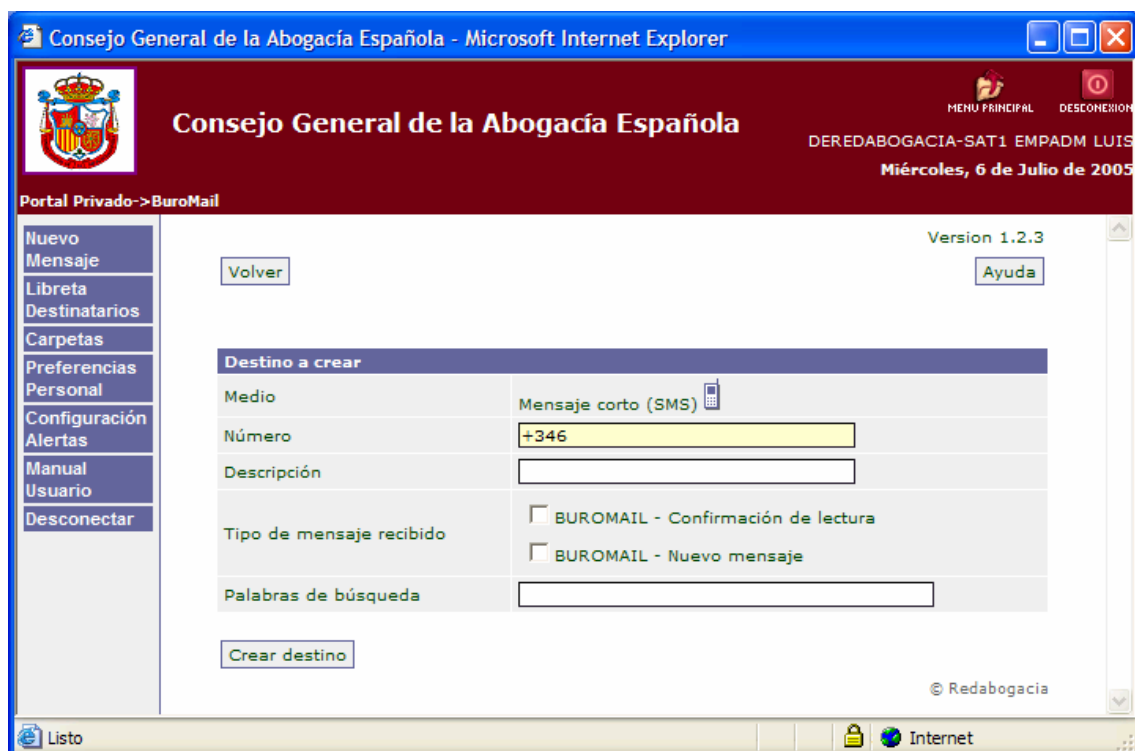 Consejo General de la Abogacía Española - Microsoft Internet Explorer
Consejo General de la Abogacía Española
MENU PRINCIPAL
DESCONEXION
DEREDABOGACIA-SAT1 EMPADM LUIS
Miércoles, 6 de Julio de 2005
Portal Privado->BuroMail
Nuevo
Mensaje
Libreta
Destinatarios
Carpetas
Preferencias
Personal
Configuración
Alertas
Manual
Usuario
Desconectar
Version 1.2.3
Volver
Ayuda
Destino a crear
Medio
Mensaje corto (SMS)
Número
+346
Descripción
Tipo de mensaje recibido
BUROMAIL - Confirmación de lectura
BUROMAIL - Nuevo mensaje
Palabras de búsqueda
Crear destino
© Redabogacia
Listo
Internet